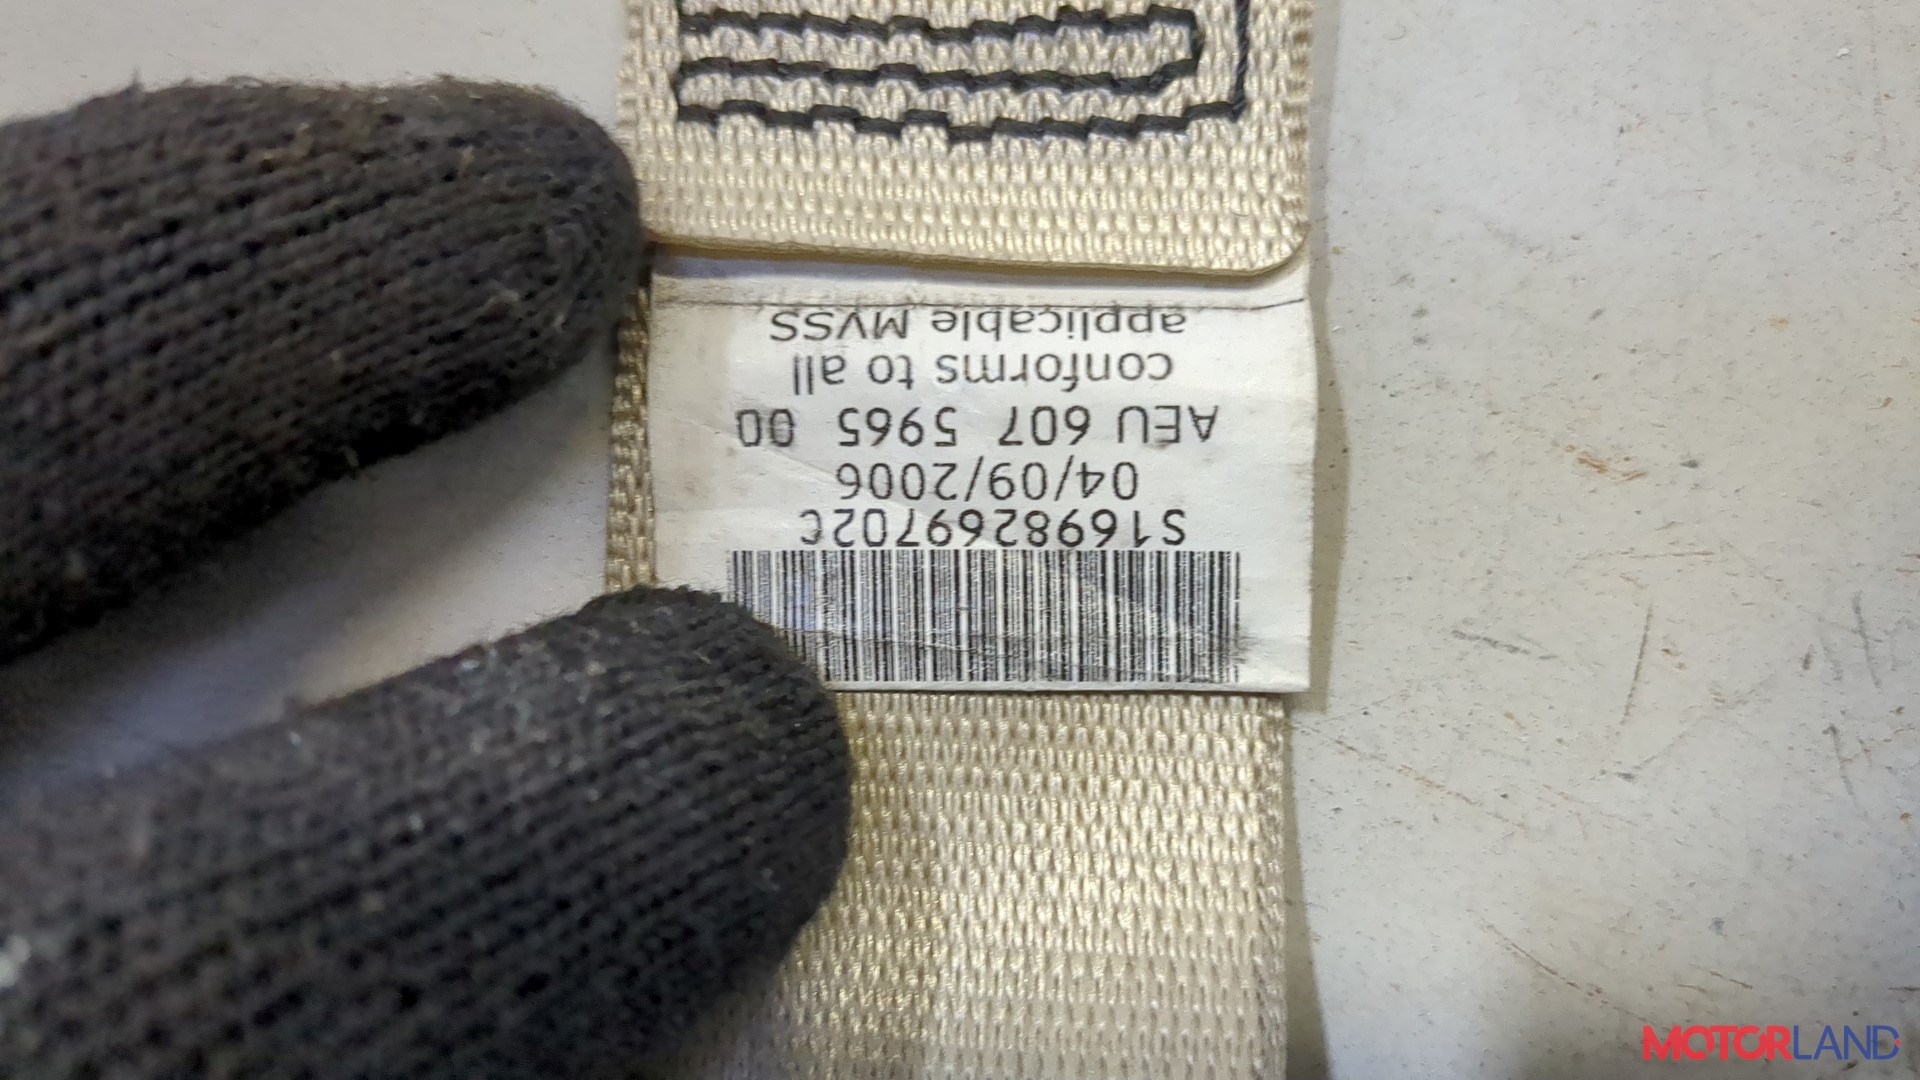 S1698269702C
04/09/2006
AEU 607 5965 00
conforms to all
applicable MVSS
MOTORLAND